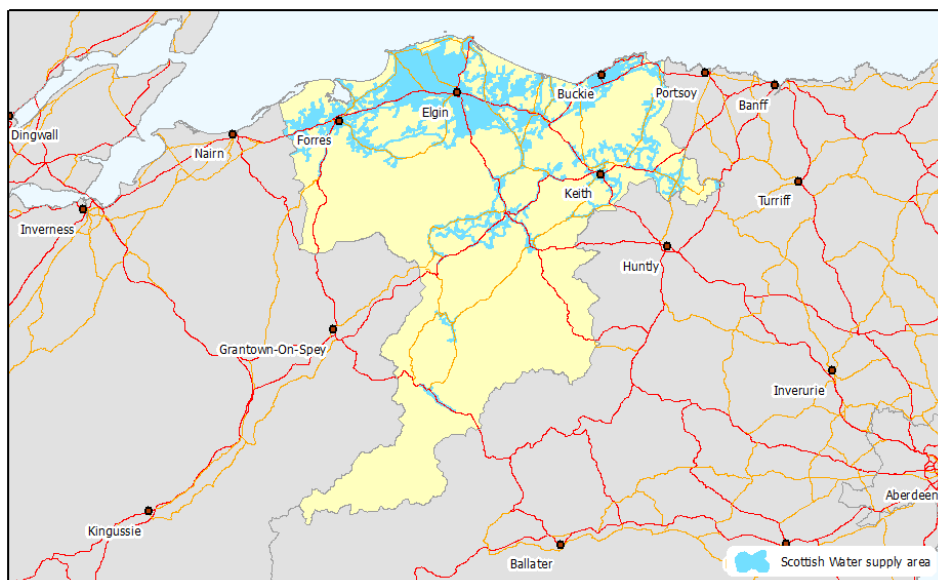 Dingwall
Nairn
Inverness
Forres
Elgin
Buckie
Portsoy
Banff
Keith
Turriff
Huntly
Grantown-On-Spey
Inverurie
Aberdeen
Kingussie
Ballater
Scottish Water supply area